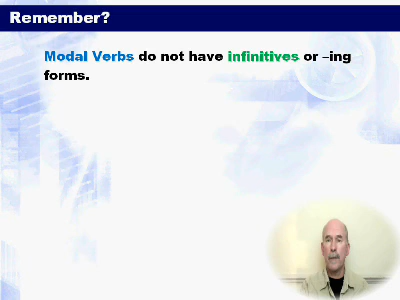 Remember?
Modal Verbs do not have infinitives or –ing
forms.